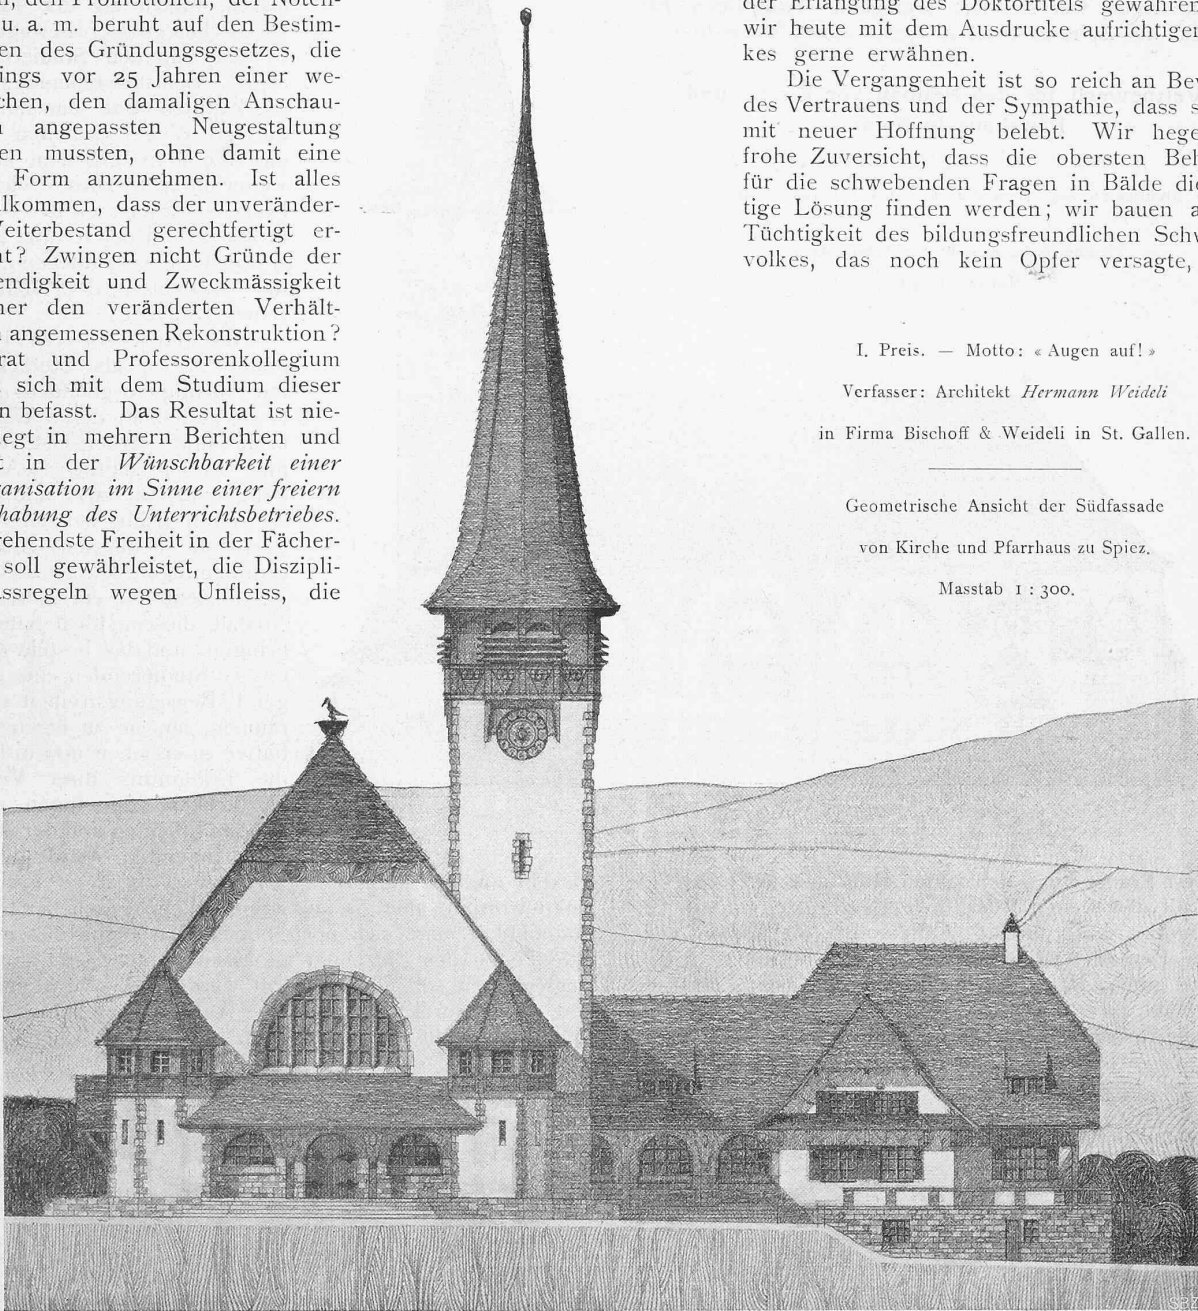 u. a. m. beruht auf den Bestim-
en des Gründungsgesetzes, die
ings vor 25 Jahren einer we-
chen, den damaligen Anschau-
angepassten Neugestaltung
en mussten, ohne damit eine
Form anzunehmen. Ist alles
lkommen, dass der unveränder-
eiterbestand gerechtfertigt er-
t? Zwingen nicht Gründe der
endigkeit und Zweckmässigkeit
her den veränderten Verhält-
angemessenen Rekonstruktion?
rat und Professorenkollegium
sich mit dem Studium dieser
n befasst. Das Resultat ist nie-
egt in mehrern Berichten und
t in der Wünschbarkeit einer
anisation im Sinne einer freiern
habung des Unterrichtsbetriebes.
ehendste Freiheit in der Fächer-
soll gewährleistet, die Diszipli-
ssregeln wegen Unfleiss, die
der Erlangung des Doktortitels gewähren
wir heute mit dem Ausdrucke aufrichtiger
kes gerne erwähnen.
Die Vergangenheit ist so reich an Bev
des Vertrauens und der Sympathie, dass s
mit neuer Hoffnung belebt. Wir hege
frohe Zuversicht, dass die obersten Beh
für die schwebenden Fragen in Bälde die
tige Lösung finden werden; wir bauen a
Tüchtigkeit des bildungsfreundlichen Schw
volkes, das noch kein Opfer versagte,
I. Preis. — Motto: « Augen auf! »
Verfasser: Architekt Hermann Weideli
in Firma Bischoff & Weideli in St. Gallen.
Geometrische Ansicht der Südfassade
von Kirche und Pfarrhaus zu Spiez.
Masstab 1 : 300.